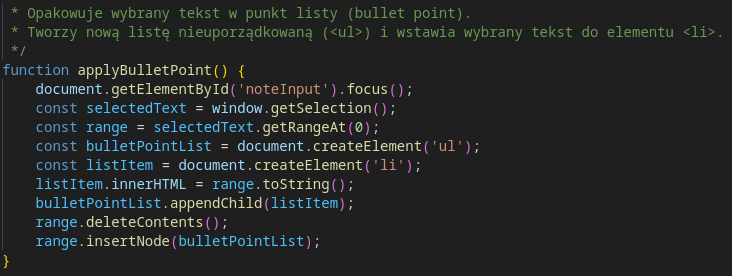 * Opakowuje wybrany tekst w punkt listy (bullet point).
* Tworzy nową listę nieuporządkowaną (<ul>) i wstawia wybrany tekst do elementu <li>.
*/
function applyBulletPoint() {
    document.getElementById('noteInput').focus();
    const selectedText = window.getSelection();
    const range = selectedText.getRangeAt(0);
    const bulletPointList = document.createElement('ul');
    const listItem = document.createElement('li');
    listItem.innerHTML = range.toString();
    bulletPointList.appendChild(listItem);
    range.deleteContents();
    range.insertNode(bulletPointList);
}